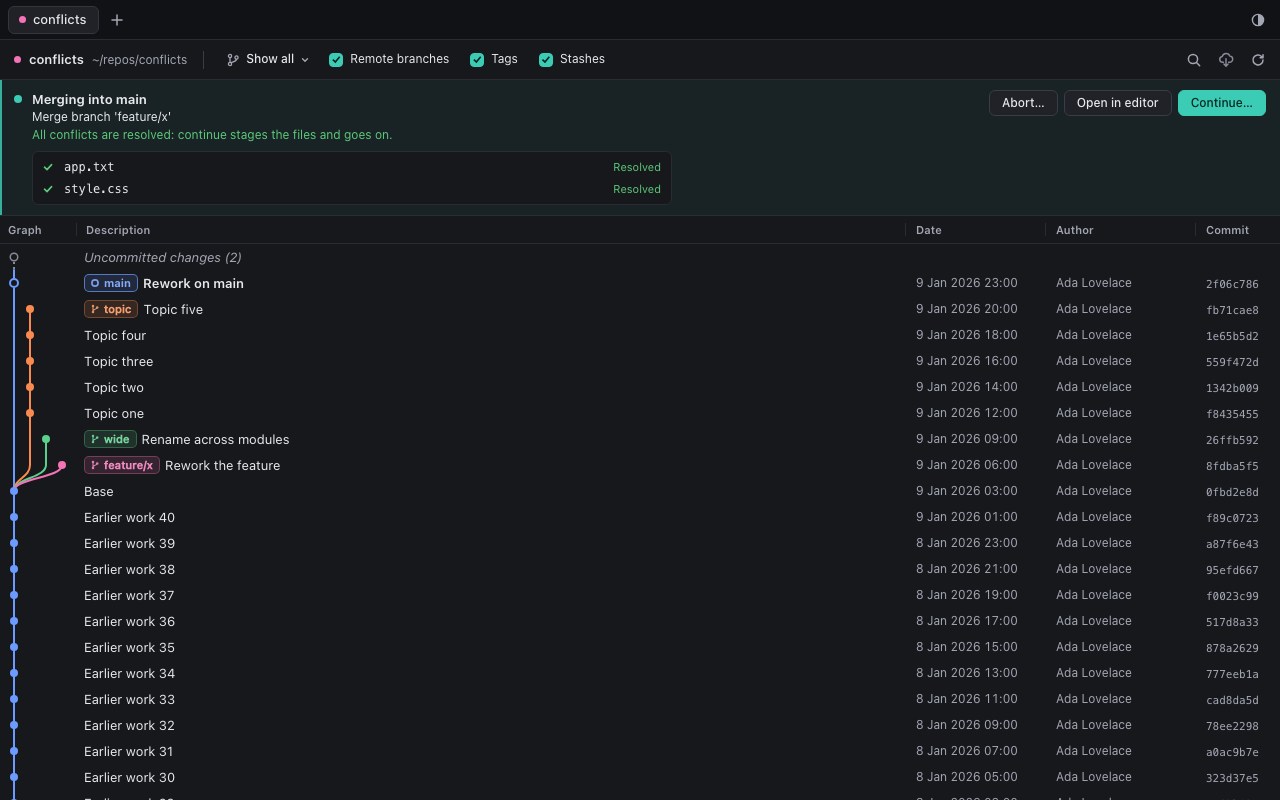 conflicts
conflicts ~/repos/conflicts Show all Remote branches Tags Stashes
Merging into main
Merge branch 'feature/x'
All conflicts are resolved: continue stages the files and goes on.
Abort... Open in editor Continue...
app.txt Resolved
style.css Resolved
Graph Description Date Author Commit
Uncommitted changes (2)
main Rework on main 9 Jan 2026 23:00 Ada Lovelace 2f06c786
topic Topic five 9 Jan 2026 20:00 Ada Lovelace fb71cae8
Topic four 9 Jan 2026 18:00 Ada Lovelace 1e65b5d2
Topic three 9 Jan 2026 16:00 Ada Lovelace 559f472d
Topic two 9 Jan 2026 14:00 Ada Lovelace 1342b009
Topic one 9 Jan 2026 12:00 Ada Lovelace f8435455
wide Rename across modules 9 Jan 2026 09:00 Ada Lovelace 26ffb592
feature/x Rework the feature 9 Jan 2026 06:00 Ada Lovelace 8fdba5f5
Base 9 Jan 2026 03:00 Ada Lovelace 0fbd2e8d
Earlier work 40 9 Jan 2026 01:00 Ada Lovelace f89c0723
Earlier work 39 8 Jan 2026 23:00 Ada Lovelace a87f6e43
Earlier work 38 8 Jan 2026 21:00 Ada Lovelace 95efd667
Earlier work 37 8 Jan 2026 19:00 Ada Lovelace f0023c99
Earlier work 36 8 Jan 2026 17:00 Ada Lovelace 517d8a33
Earlier work 35 8 Jan 2026 15:00 Ada Lovelace 878a2629
Earlier work 34 8 Jan 2026 13:00 Ada Lovelace 777eeb1a
Earlier work 33 8 Jan 2026 11:00 Ada Lovelace cad8da5d
Earlier work 32 8 Jan 2026 09:00 Ada Lovelace 78ee2298
Earlier work 31 8 Jan 2026 07:00 Ada Lovelace a0ac9b7e
Earlier work 30 8 Jan 2026 05:00 Ada Lovelace 323d37e5